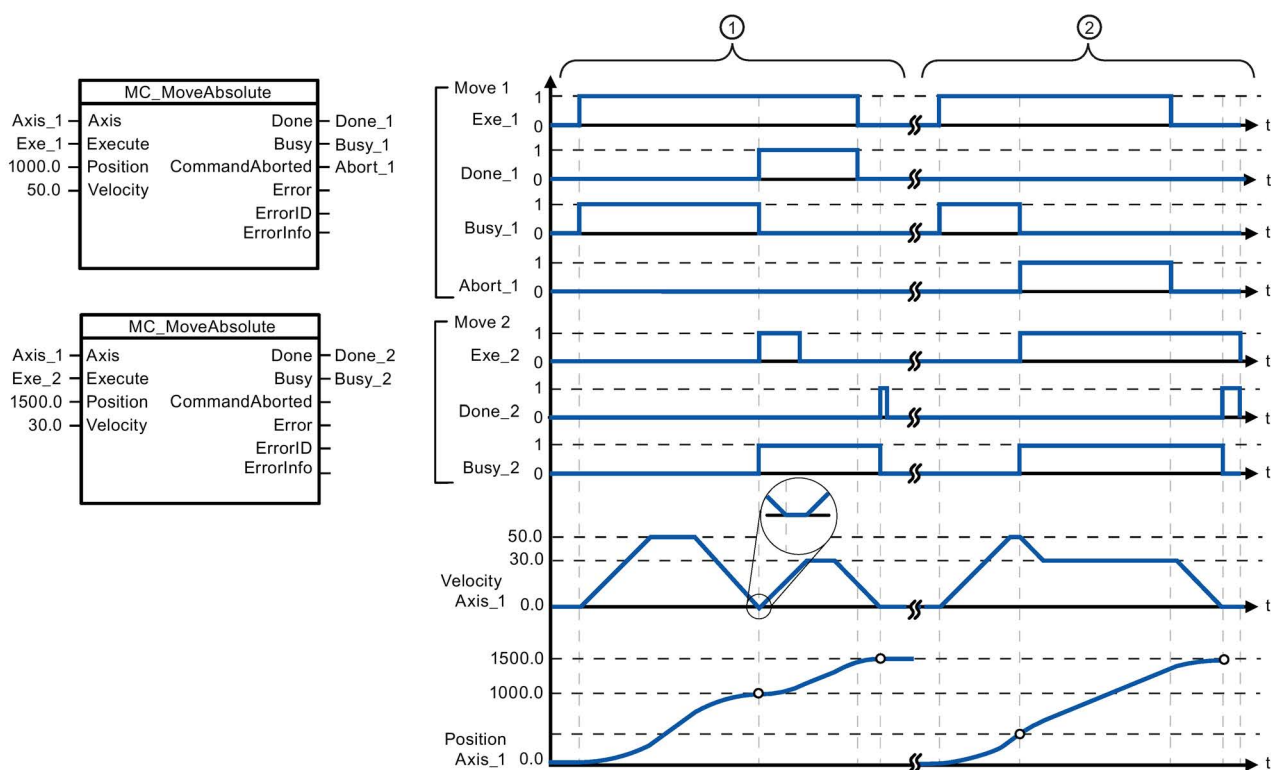 1 2
MC_MoveAbsolute
Axis_1 Axis Done Done_1
Exe_1 Execute Busy Busy_1
1000.0 Position CommandAborted Abort_1
50.0 Velocity Error
ErrorID
ErrorInfo
MC_MoveAbsolute
Axis_1 Axis Done Done_2
Exe_2 Execute Busy Busy_2
1500.0 Position CommandAborted
30.0 Velocity Error
ErrorID
ErrorInfo
Move 1
1
Exe_1
0 t
1
Done_1
0 t
1
Busy_1
0 t
1
Abort_1
0 t
Move 2
1
Exe_2
0 t
1
Done_2
0 t
1
Busy_2
0 t
50.0
30.0
Velocity
Axis_1
0.0 t
1500.0
1000.0
Position
Axis_1
0.0 t